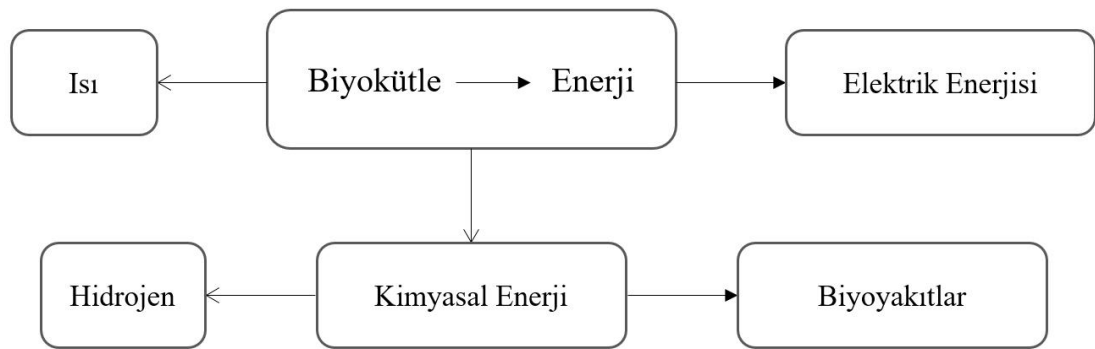 Isı
Biyokütle Enerji
Elektrik Enerjisi
Hidrojen
Kimyasal Enerji
Biyoyakıtlar